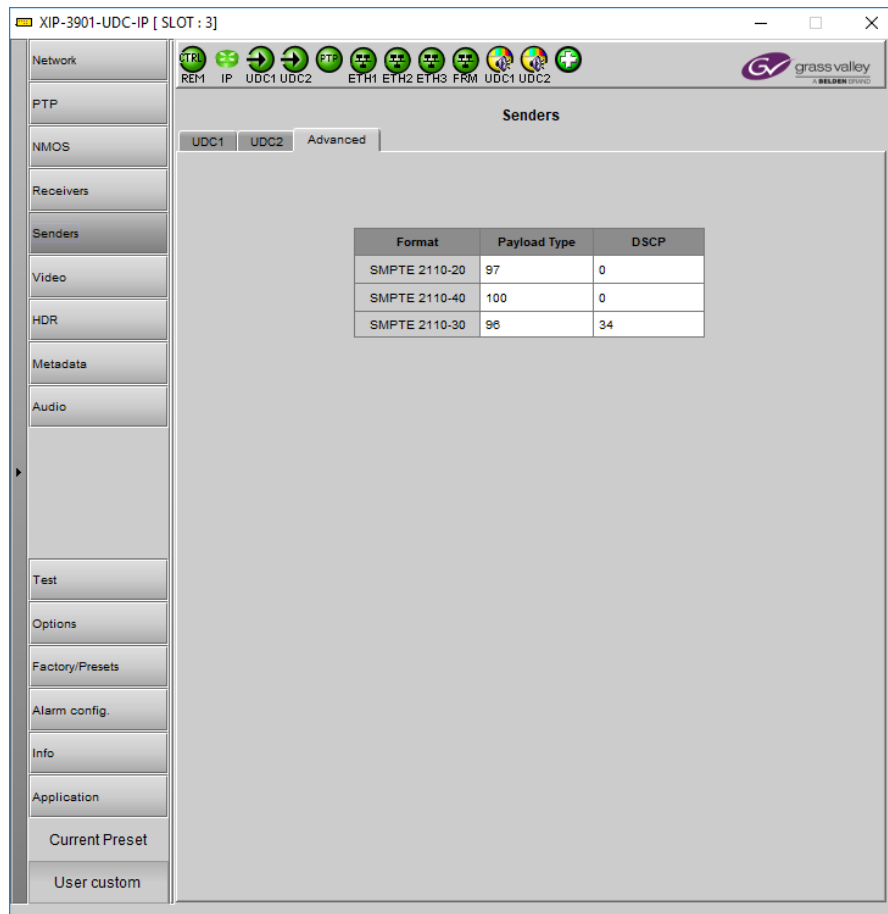 XIP-3901-UDC-IP [ SLOT : 3]
Network
PTP
NMOS
Receivers
Senders
Video
HDR
Metadata
Audio
Test
Options
Factory/Presets
Alarm config.
Info
Application
Current Preset
User custom
CTRL PTP
REM IP UDC1 UDC2 ETH1 ETH2 ETH3 FRM UDC1 UDC2
GV grass valley
A BELDEN BRAND
Senders
UDC1 UDC2 Advanced
Format Payload Type DSCP
SMPTE 2110-20 97 0
SMPTE 2110-40 100 0
SMPTE 2110-30 96 34